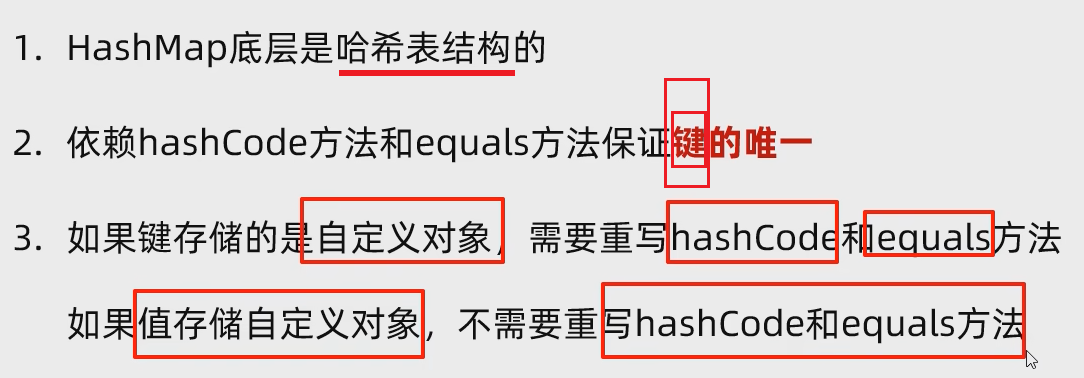 1. HashMap底层是哈希表结构的
2. 依赖hashCode方法和equals方法保证键的唯一
3. 如果键存储的是自定义对象，需要重写hashCode和equals方法
如果值存储自定义对象，不需要重写hashCode和equals方法